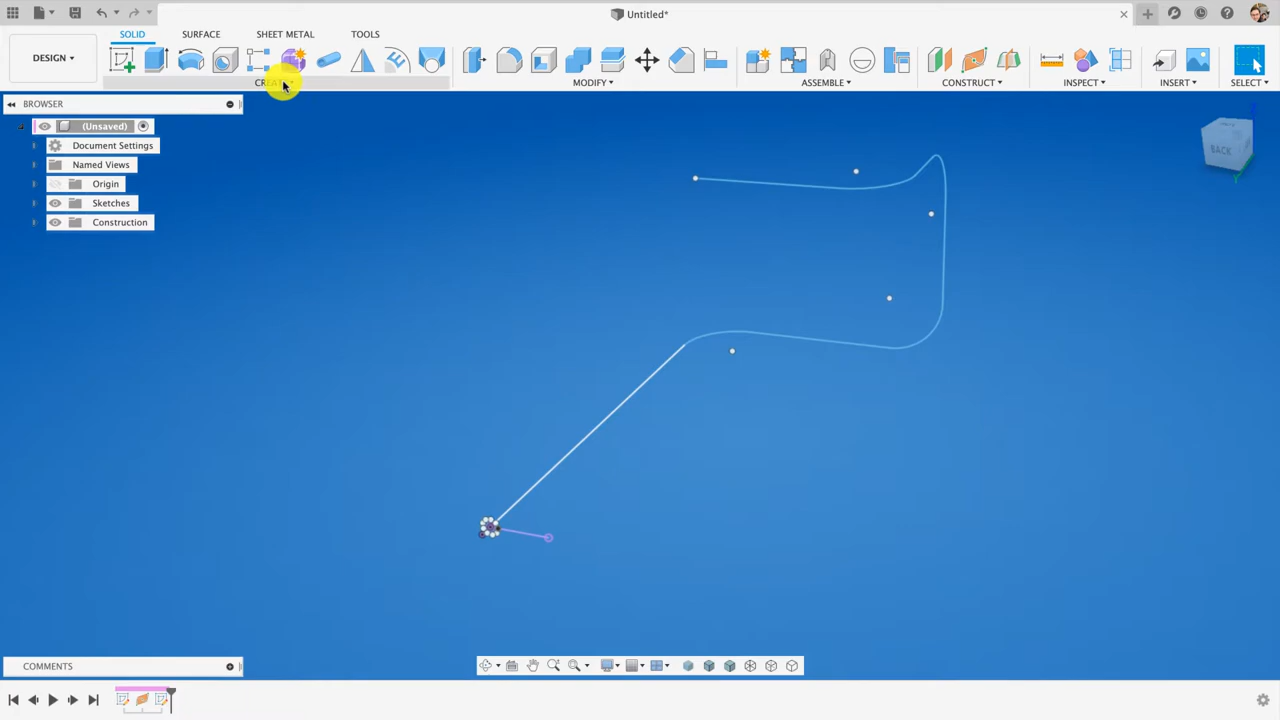 Untitled*
SOLID SURFACE SHEET METAL TOOLS
DESIGN
MODIFY ASSEMBLE CONSTRUCT INSPECT INSERT SELECT
BROWSER
(Unsaved)
Document Settings
Named Views
Origin
Sketches
Construction
BACK
COMMENTS